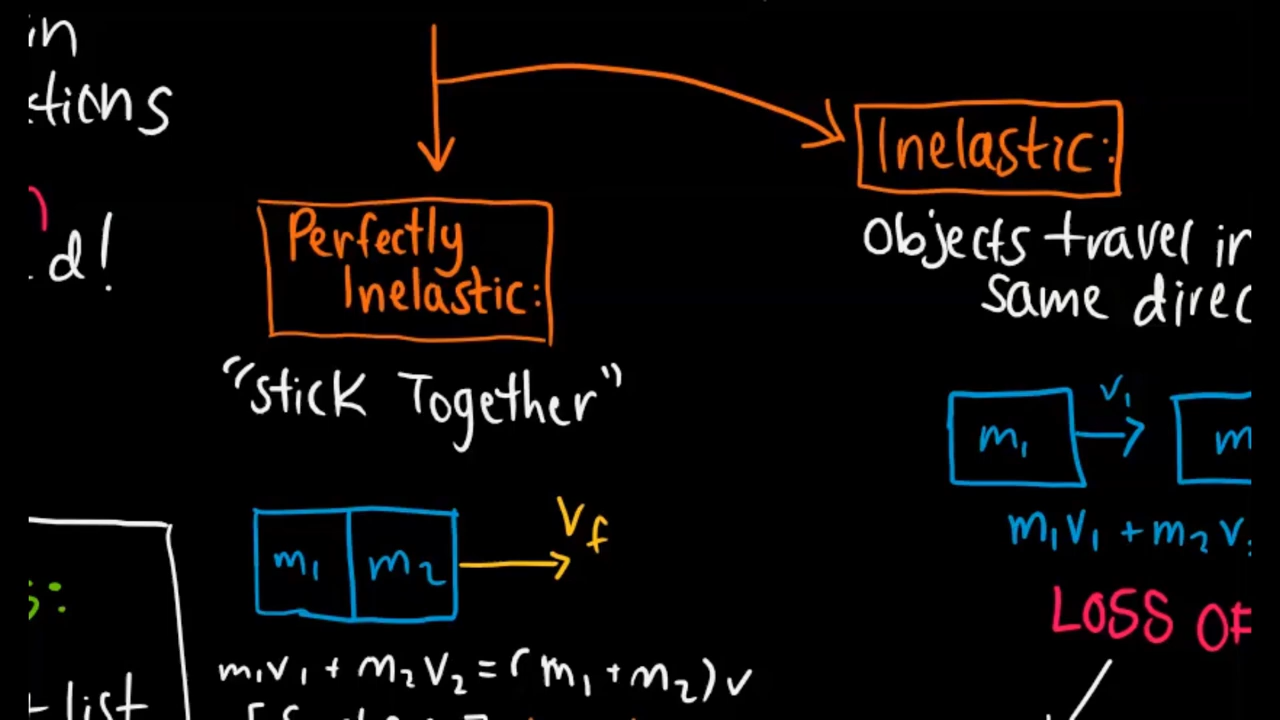 in
ctions
d!
Perfectly
Inelastic:
"Stick Together"
m₁ m₂
Vf
m₁v₁ + m₂v₂ = (m₁ + m₂)v
s:
list
Inelastic:
objects travel in
same direc
m₁
v₁
m
m₁v₁ + m₂v
LOSS OF